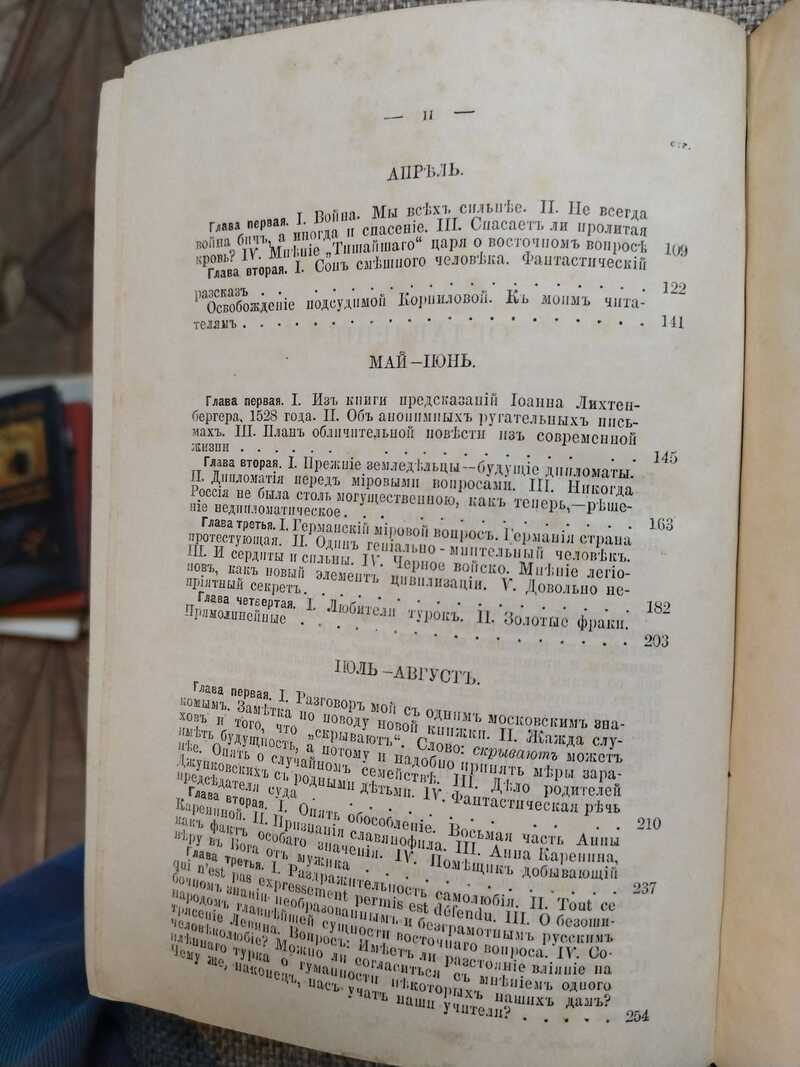 — II —
Стр.
АПРѢЛЬ.
Глава первая. I. Война. Мы всѣхъ сильнѣе. II. Не всегда
война бичъ, а иногда и спасеніе. III. Спасаетъ ли пролитая
кровь? IV. Мнѣніе „Тишайшаго“ царя о восточномъ вопросѣ 109
Глава вторая. I. Сонъ смѣшного человѣка. Фантастическій
разсказъ . . . . . . . . . . . . . . . . . . 122
Освобожденіе подсудимой Корниловой. Къ моимъ чита-
телямъ . . . . . . . . . . . . . . . . . . 141
МАЙ—ІЮНЬ.
Глава первая. I. Изъ книги предсказаній Іоанна Лихтен-
бергера, 1528 года. II. Объ анонимныхъ ругательныхъ пись-
махъ. III. Планъ обличительной повѣсти изъ современной
жизни . . . . . . . . . . . . . . . . . . 145
Глава вторая. I. Прежніе земледѣльцы—будущіе дипломаты.
II. Дипломатія передъ міровыми вопросами. III. Никогда
Россія не была столь могущественною, какъ теперь,—рѣше-
ніе недипломатическое . . . . . . . . . . . . . . 163
Глава третья. I. Германскій міровой вопросъ. Германія страна
протестующая. II. Одинъ геніально-мнительный человѣкъ.
III. И сердиты и сильны. IV. Черное войско. Мнѣніе легіо-
новъ, какъ новый элементъ цивилизаціи. V. Довольно не-
пріятный секретъ . . . . . . . . . . . . . . . 182
Глава четвертая. I. Любители турокъ. II. Золотые фраки.
Прямолинейные . . . . . . . . . . . . . . . . 203
ІЮЛЬ—АВГУСТЪ.
Глава первая. I. Разговоръ мой съ однимъ московскимъ зна-
комымъ. Замѣтка по поводу новой книжки. II. Жажда слу-
ховъ и того, что „скрываютъ“. Слово: скрываютъ можетъ
имѣть будущность, а потому и надобно принять мѣры зара-
нѣе. Опять о случайномъ семействѣ. III. Дѣло родителей
Джунковскихъ съ родными дѣтьми. IV. Фантастическая рѣчь
предсѣдателя суда . . . . . . . . . . . . . . . 210
Глава вторая. I. Опять обособленіе. Восьмая часть Анны
Карениной. II. Признанія славянофила. III. Анна Каренина,
какъ фактъ особаго значенія. IV. Помѣщикъ добывающій
вѣру въ Бога отъ мужика . . . . . . . . . . . . 237
Глава третья. I. Раздражительность самолюбія. II. Tout ce
qui n'est pas expressement permis est défendu. III. О безоши-
бочномъ знаніи необразованнымъ и безграмотнымъ русскимъ
народомъ главнѣйшей сущности восточнаго вопроса. IV. Со-
трясеніе Левина. Вопросъ: Имѣетъ ли разстояніе вліяніе на
человѣколюбіе? Можно ли согласиться съ мнѣніемъ одного
плѣннаго турка о гуманности нѣкоторыхъ нашихъ дамъ?
Чему же, наконецъ, насъ учатъ наши учители? . . . . . 254